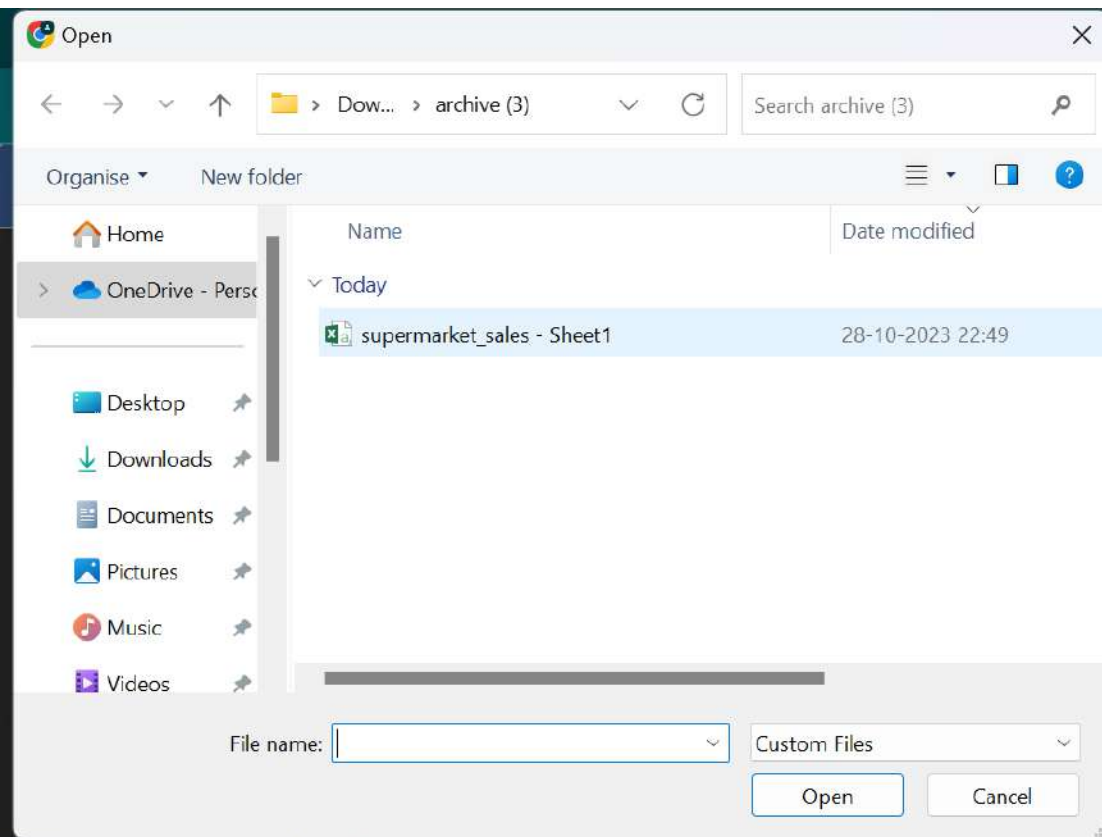 Open
Dow... > archive (3)
Search archive (3)
Organise
New folder
Home
OneDrive - Perso
Desktop
Downloads
Documents
Pictures
Music
Videos
Name
Date modified
Today
supermarket_sales - Sheet1
28-10-2023 22:49
File name:
Custom Files
Open
Cancel